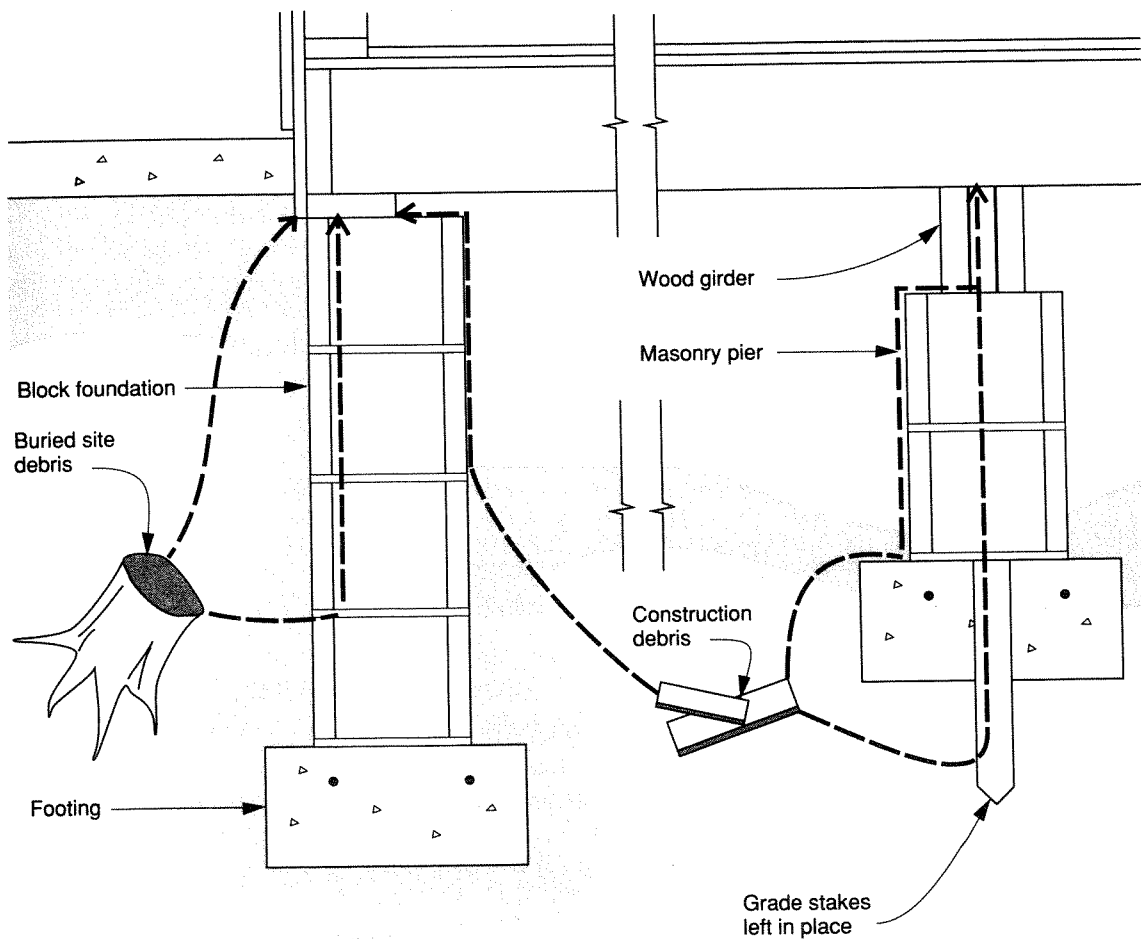 Wood girder
Masonry pier
Block foundation
Buried site
debris
Construction
debris
Footing
Grade stakes
left in place